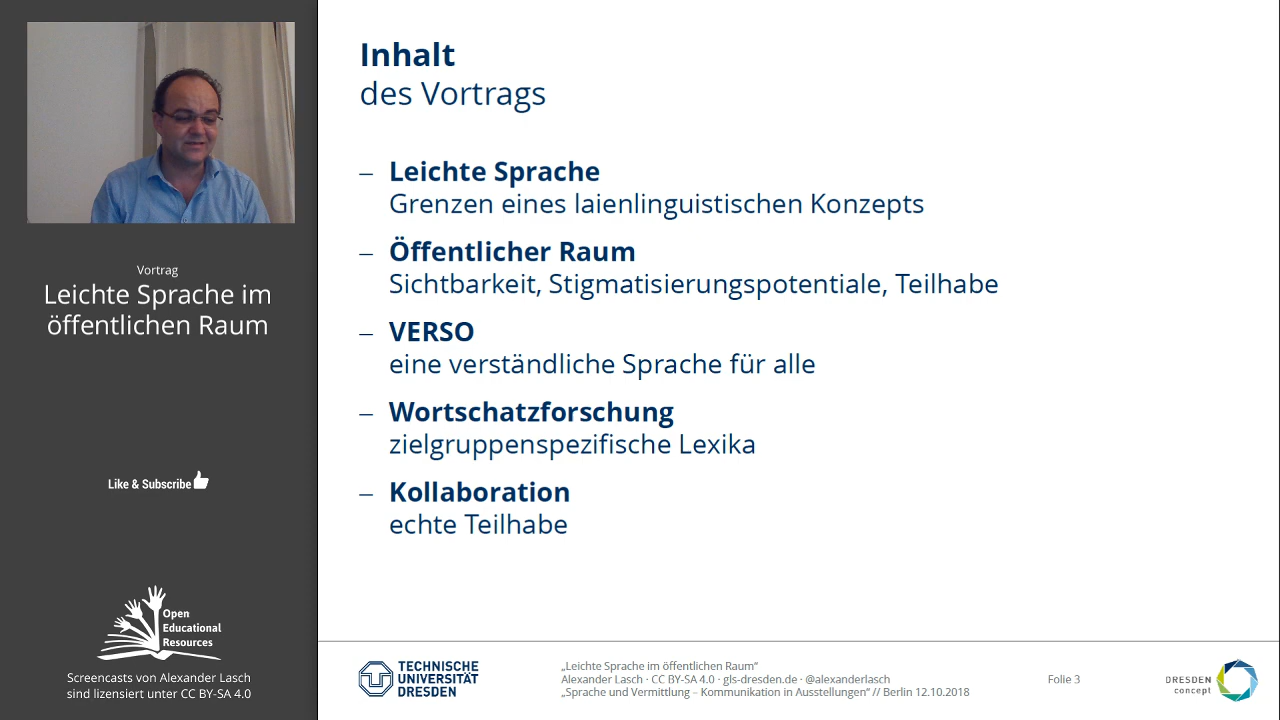 Vortrag
Leichte Sprache im
öffentlichen Raum
Like & Subscribe
Open
Educational
Resources
Screencasts von Alexander Lasch
sind lizensiert unter CC BY-SA 4.0
Inhalt
des Vortrags
– Leichte Sprache
Grenzen eines laienlinguistischen Konzepts
– Öffentlicher Raum
Sichtbarkeit, Stigmatisierungspotentiale, Teilhabe
– VERSO
eine verständliche Sprache für alle
– Wortschatzforschung
zielgruppenspezifische Lexika
– Kollaboration
echte Teilhabe
TECHNISCHE
UNIVERSITÄT
DRESDEN
„Leichte Sprache im öffentlichen Raum“
Alexander Lasch · CC BY-SA 4.0 · gls-dresden.de · @alexanderlasch
„Sprache und Vermittlung – Kommunikation in Ausstellungen“ // Berlin 12.10.2018
Folie 3
DRESDEN
concept